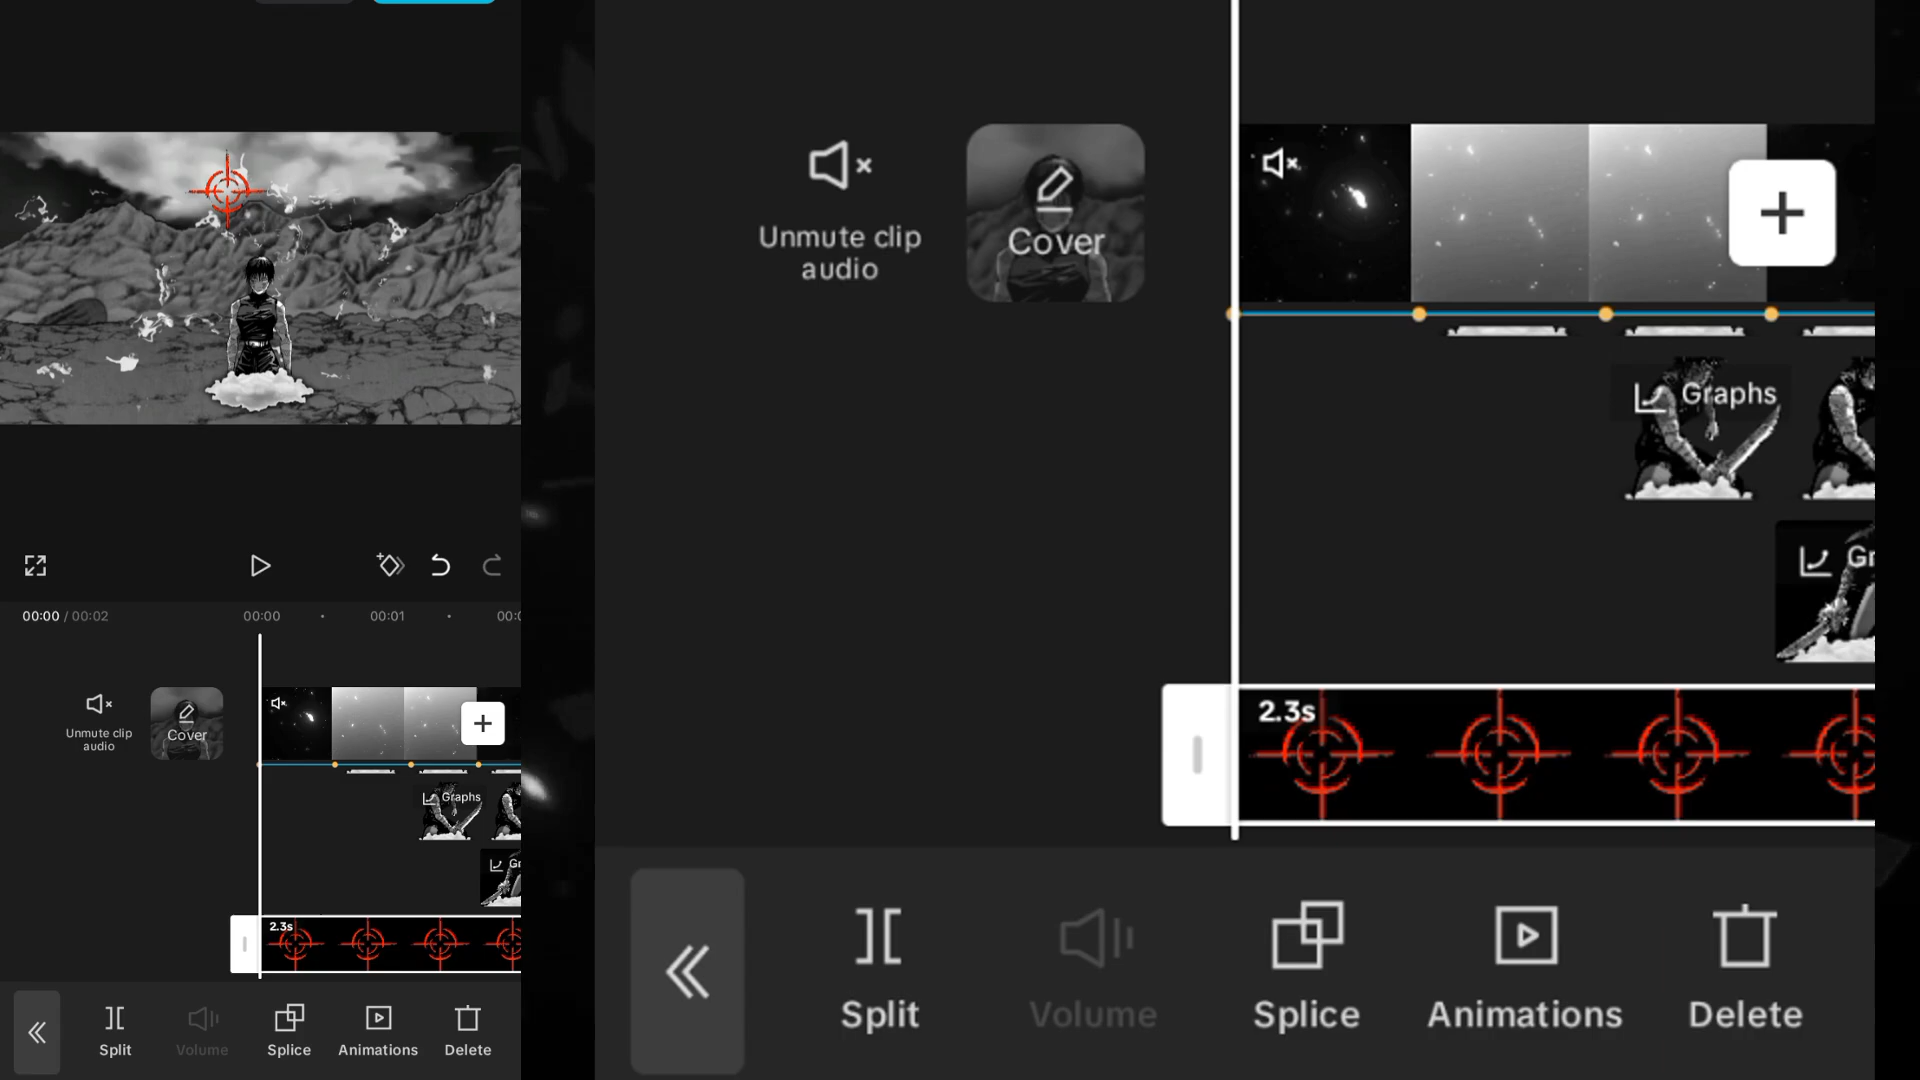 00:00 / 00:02
00:00
00:01
Unmute clip
audio
Cover
Graphs
2.3s
Split
Volume
Splice
Animations
Delete
Unmute clip
audio
Cover
Graphs
2.3s
Split
Volume
Splice
Animations
Delete